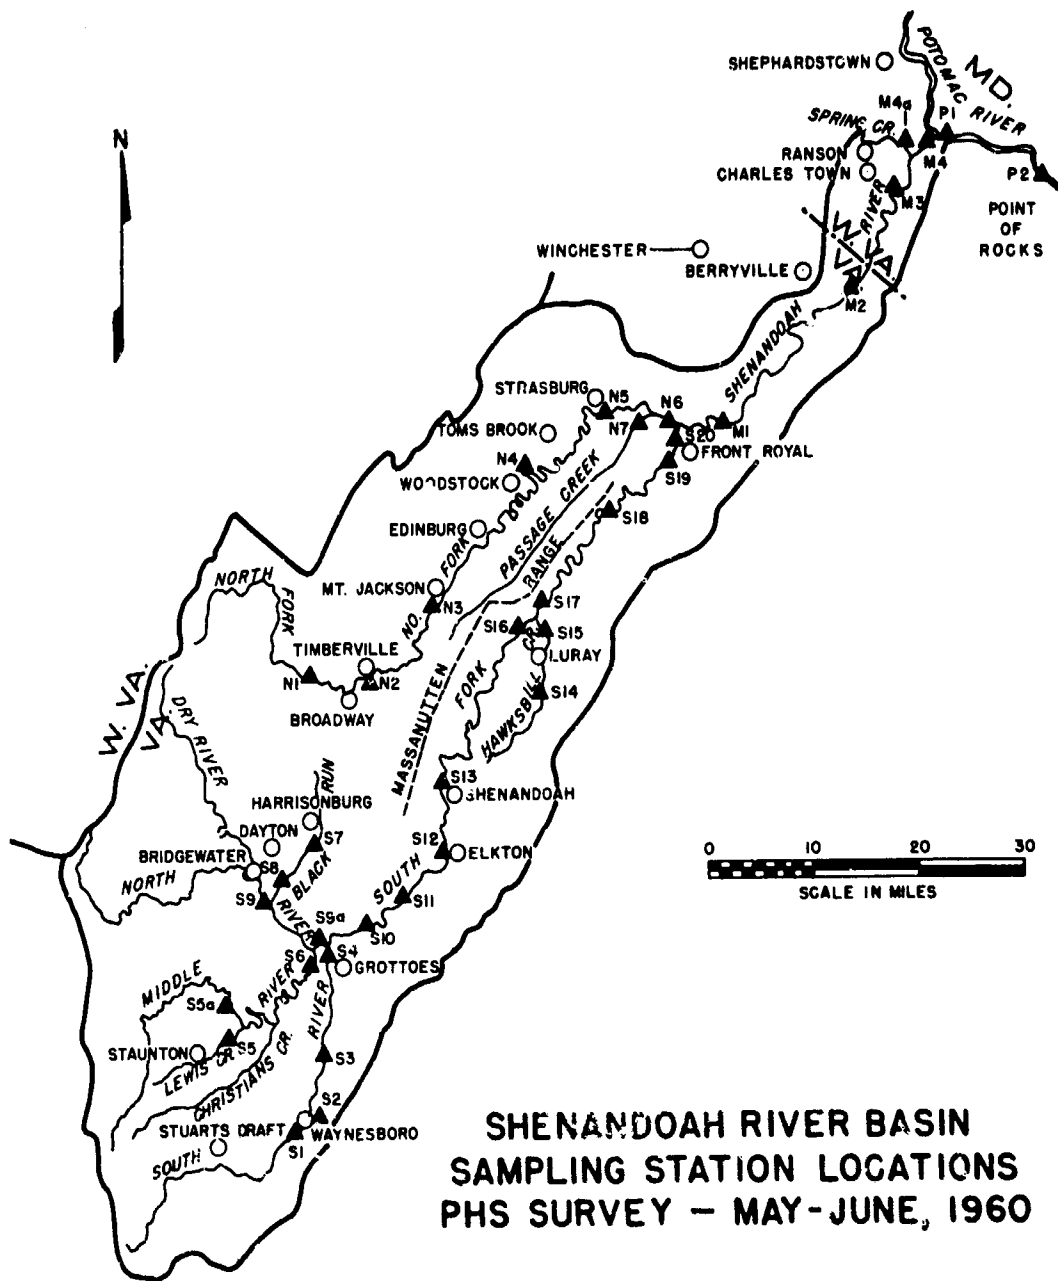 SHEPHARDSTOWN
POTOMAC RIVER
MD.
M4a
P1
SPRING CR.
RANSON
M4
CHARLES TOWN
P2
M3
RIVER
POINT
OF
ROCKS
W. VA.
VA.
WINCHESTER
BERRYVILLE
M2
SHENANDOAH
N
STRASBURG
N5
N6
N7
M1
TOMS BROOK
S20
FRONT ROYAL
N4
S19
WOODSTOCK
PASSAGE CREEK
S18
EDINBURG
RANGE
NO. FORK
NORTH
FORK
MT. JACKSON
N3
S17
S16
S15
TIMBERVILLE
LURAY
N1
N2
S14
BROADWAY
FORK
HAWKSBILL
CR.
MASSANUTTEN
W. VA.
VA.
DRY RIVER
RUN
S13
SHENANDOAH
HARRISONBURG
DAYTON
S7
S12
ELKTON
BRIDGEWATER
S8
BLACK
NORTH
SOUTH
S9
S11
RIVER
S9a
S10
S4
S6
GROTTOES
0 10 20 30
SCALE IN MILES
MIDDLE
RIVER
S5a
RIVER
STAUNTON
S5
LEWIS CR.
S3
CHRISTIANS CR.
S2
STUARTS DRAFT
WAYNESBORO
S1
SOUTH
SHENANDOAH RIVER BASIN
SAMPLING STATION LOCATIONS
PHS SURVEY – MAY-JUNE, 1960